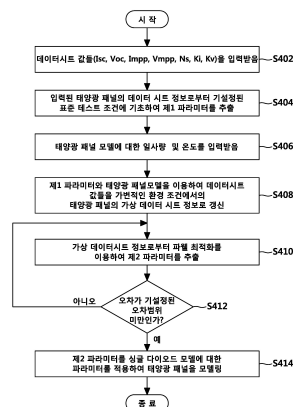 시 작
데이터시트 값들(Isc, Voc, Impp, Vmpp, Ns, Ki, Kv)을 입력받음
S402
입력된 태양광 패널의 데이터 시트 정보로부터 기설정된
표준 테스트 조건에 기초하여 제1 파라미터를 추출
S404
태양광 패널 모델에 대한 일사량 및 온도를 입력받음
S406
제1 파라미터와 태양광 패널모델을 이용하여 데이터시트
값들을 가변적인 환경 조건에서의
태양광 패널의 가상 데이터 시트 정보로 갱신
S408
가상 데이터시트 정보로부터 파웰 최적화를
이용하여 제2 파라미터를 추출
S410
아니오
오차가 기설정된
오차범위
미만인가?
S412
예
제2 파라미터를 싱글 다이오드 모델에 대한
파라미터를 적용하여 태양광 패널을 모델링
S414
종 료